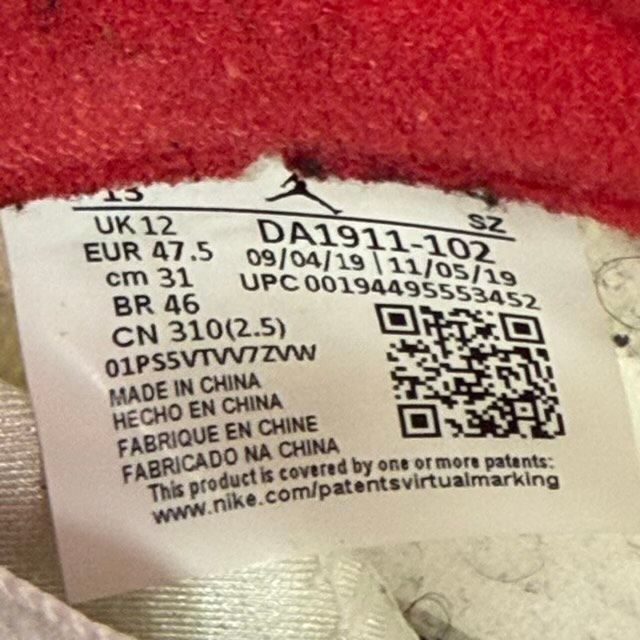 13
SZ
UK 12
DA1911-102
EUR 47.5
09/04/19 | 11/05/19
cm 31
UPC 00194495553452
BR 46
CN 310(2.5)
01PS5VTVV7ZVW
MADE IN CHINA
HECHO EN CHINA
FABRIQUE EN CHINE
FABRICADO NA CHINA
This product is covered by one or more patents:
www.nike.com/patentsvirtualmarking